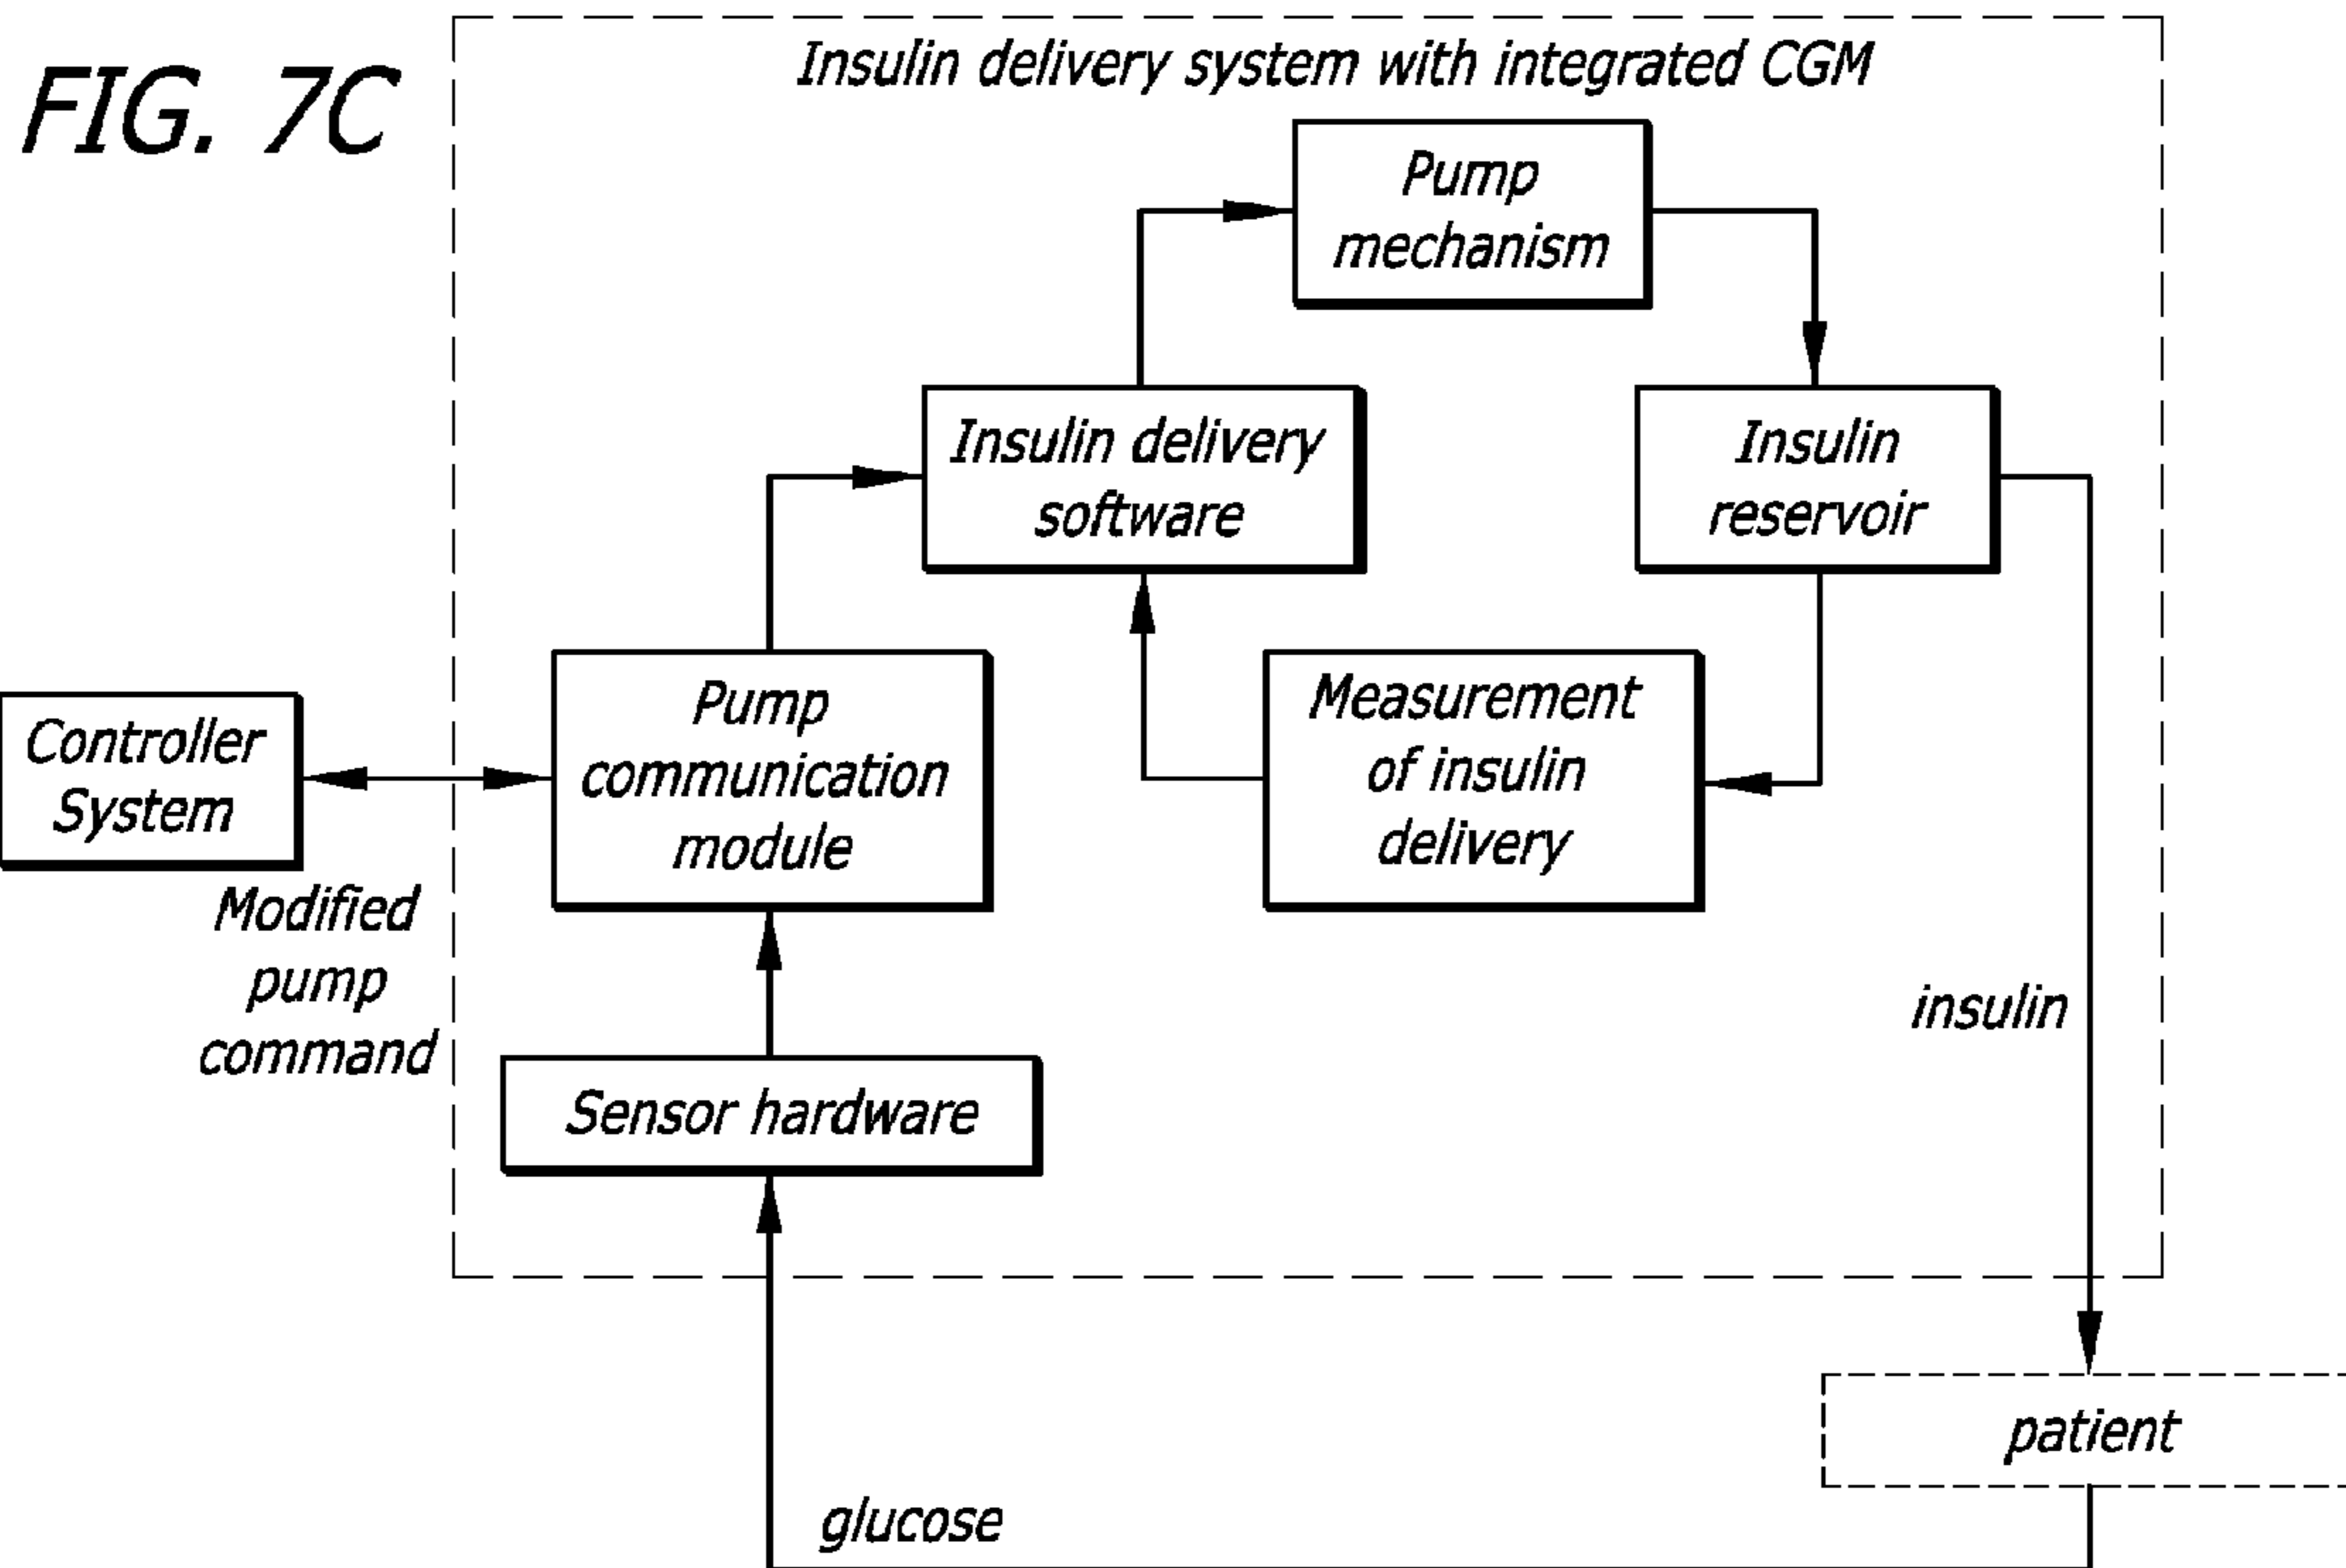 FIG. 7C
Insulin delivery system with integrated CGM
Pump
mechanism
Insulin delivery
software
Insulin
reservoir
Pump
communication
module
Measurement
of insulin
delivery
Controller
System
Modified
pump
command
Sensor hardware
insulin
patient
glucose